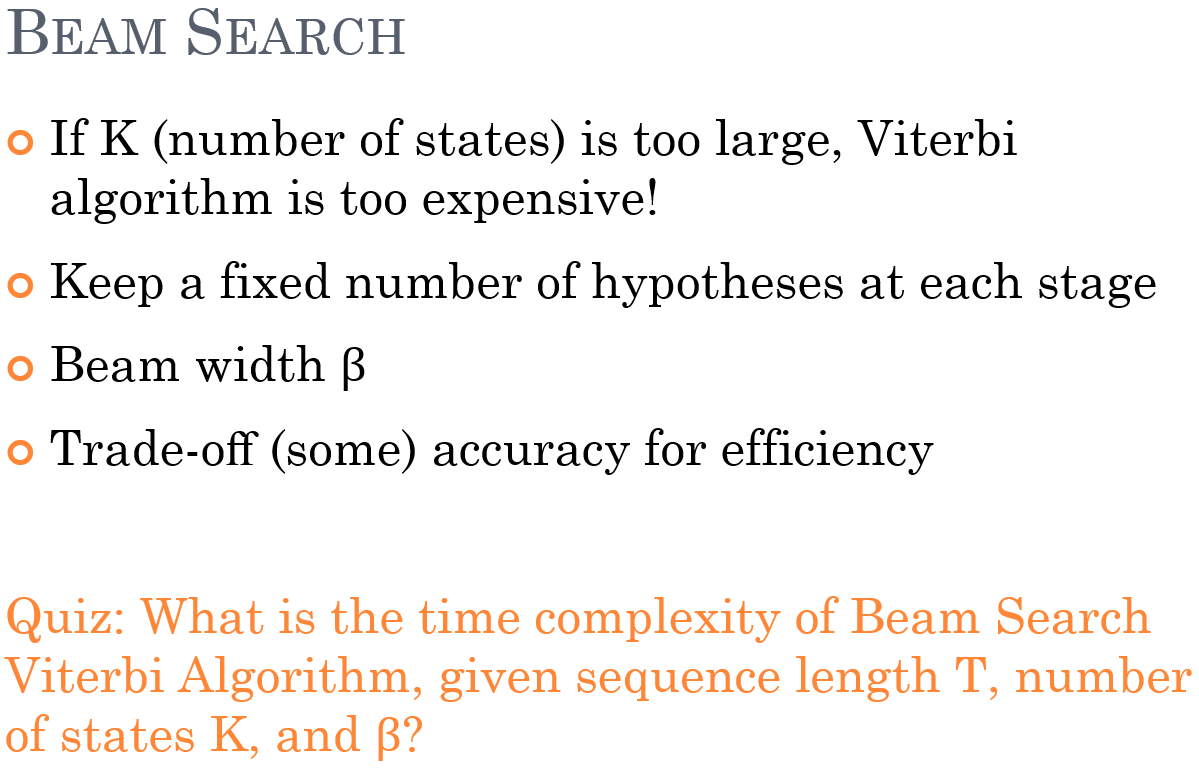 BEAM SEARCH
If K (number of states) is too large, Viterbi
algorithm is too expensive!
Keep a fixed number of hypotheses at each stage
Beam width β
Trade-off (some) accuracy for efficiency
Quiz: What is the time complexity of Beam Search
Viterbi Algorithm, given sequence length T, number
of states K, and β?